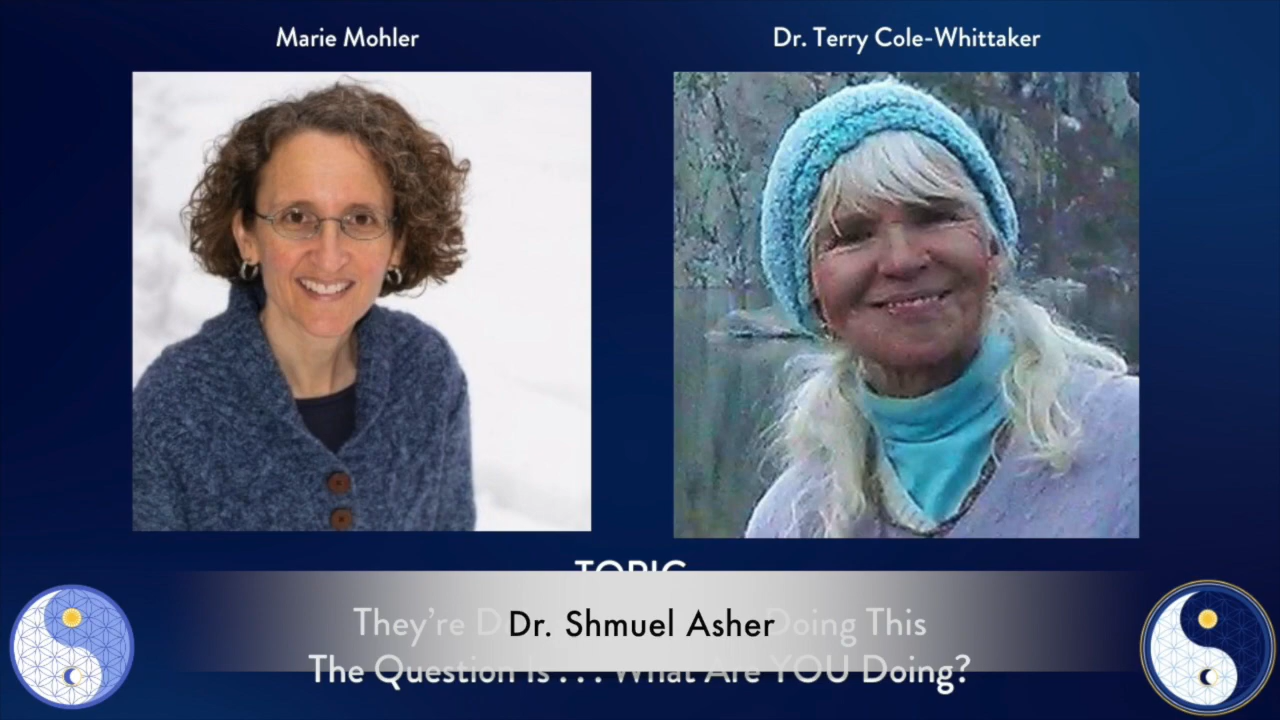 Marie Mohler
Dr. Terry Cole-Whittaker
TOPIC
They're D Doing This
Dr. Shmuel Asher
The Question Is . . . What Are YOU Doing?